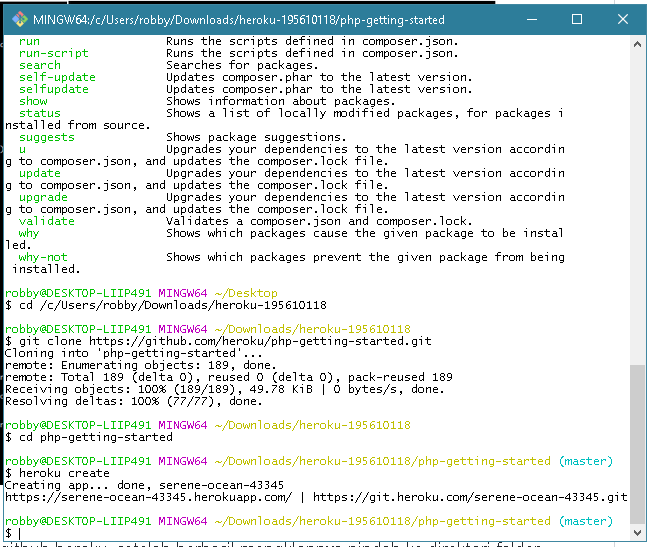 MINGW64:/c/Users/robby/Downloads/heroku-195610118/php-getting-started
run Runs the scripts defined in composer.json.
run-script Runs the scripts defined in composer.json.
search Searches for packages.
self-update Updates composer.phar to the latest version.
selfupdate Updates composer.phar to the latest version.
show Shows information about packages.
status Shows a list of locally modified packages, for packages i
nstalled from source.
suggests Shows package suggestions.
u Upgrades your dependencies to the latest version accordin
g to composer.json, and updates the composer.lock file.
update Upgrades your dependencies to the latest version accordin
g to composer.json, and updates the composer.lock file.
upgrade Upgrades your dependencies to the latest version accordin
g to composer.json, and updates the composer.lock file.
validate Validates a composer.json and composer.lock.
why Shows which packages cause the given package to be instal
led.
why-not Shows which packages prevent the given package from being
installed.
robby@DESKTOP-LIIP491 MINGW64 ~/Desktop
$ cd /c/Users/robby/Downloads/heroku-195610118
robby@DESKTOP-LIIP491 MINGW64 ~/Downloads/heroku-195610118
$ git clone https://github.com/heroku/php-getting-started.git
Cloning into 'php-getting-started'...
remote: Enumerating objects: 189, done.
remote: Total 189 (delta 0), reused 0 (delta 0), pack-reused 189
Receiving objects: 100% (189/189), 49.78 KiB | 0 bytes/s, done.
Resolving deltas: 100% (77/77), done.
robby@DESKTOP-LIIP491 MINGW64 ~/Downloads/heroku-195610118
$ cd php-getting-started
robby@DESKTOP-LIIP491 MINGW64 ~/Downloads/heroku-195610118/php-getting-started (master)
$ heroku create
Creating app... done, serene-ocean-43345
https://serene-ocean-43345.herokuapp.com/ | https://git.heroku.com/serene-ocean-43345.git
robby@DESKTOP-LIIP491 MINGW64 ~/Downloads/heroku-195610118/php-getting-started (master)
$